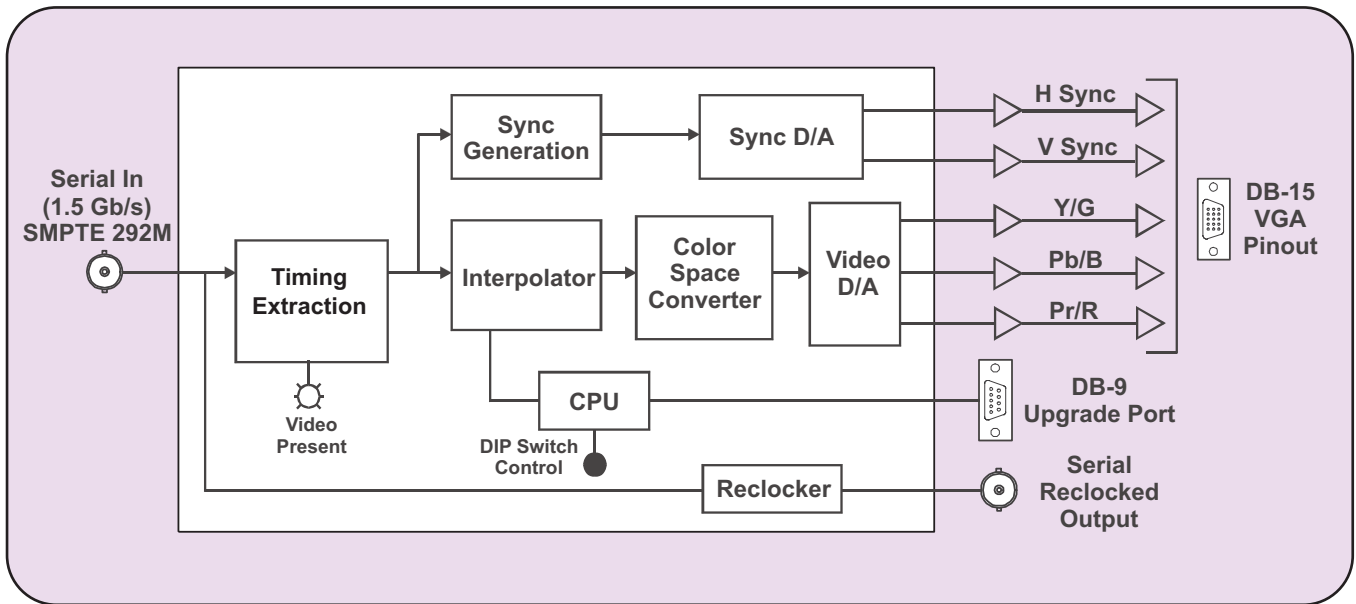 Serial In
(1.5 Gb/s)
SMPTE 292M
Timing
Extraction
Video
Present
Sync
Generation
Sync D/A
Interpolator
Color
Space
Converter
Video
D/A
CPU
DIP Switch
Control
Reclocker
H Sync
V Sync
Y/G
Pb/B
Pr/R
DB-15
VGA
Pinout
DB-9
Upgrade Port
Serial
Reclocked
Output